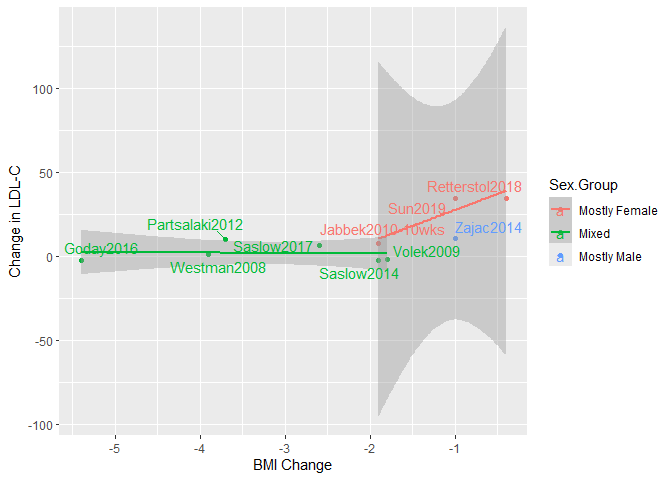 Change in LDL-C
100
50
0
-50
-100
Retterstol2018
Sun2019
Partsalaki2012
Jabbek2010 10wks
Zajac2014
Goday2016
Saslow2017
Volek2009
Westman2008
Saslow2014
-5
-4
-3
-2
-1
BMI Change
Sex.Group
a Mostly Female
a Mixed
a Mostly Male